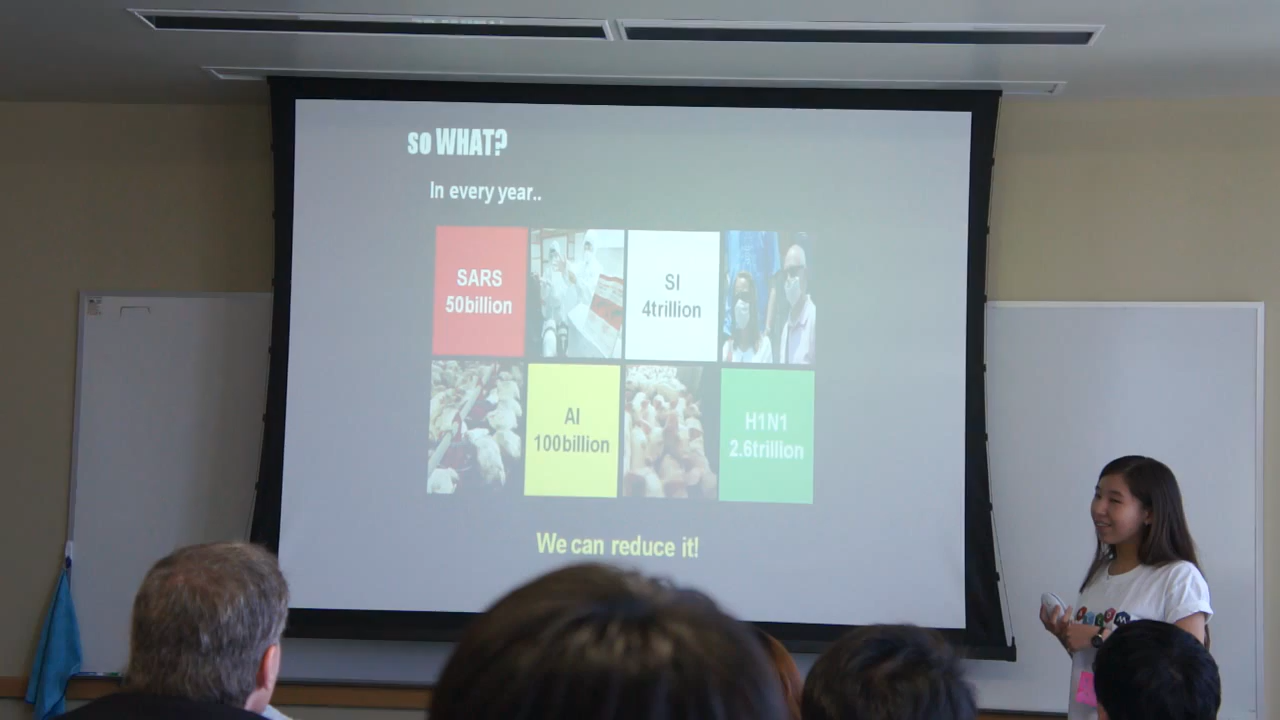 so WHAT?
In every year..
SARS
50billion
SI
4trillion
AI
100billion
H1N1
2.6trillion
We can reduce it!